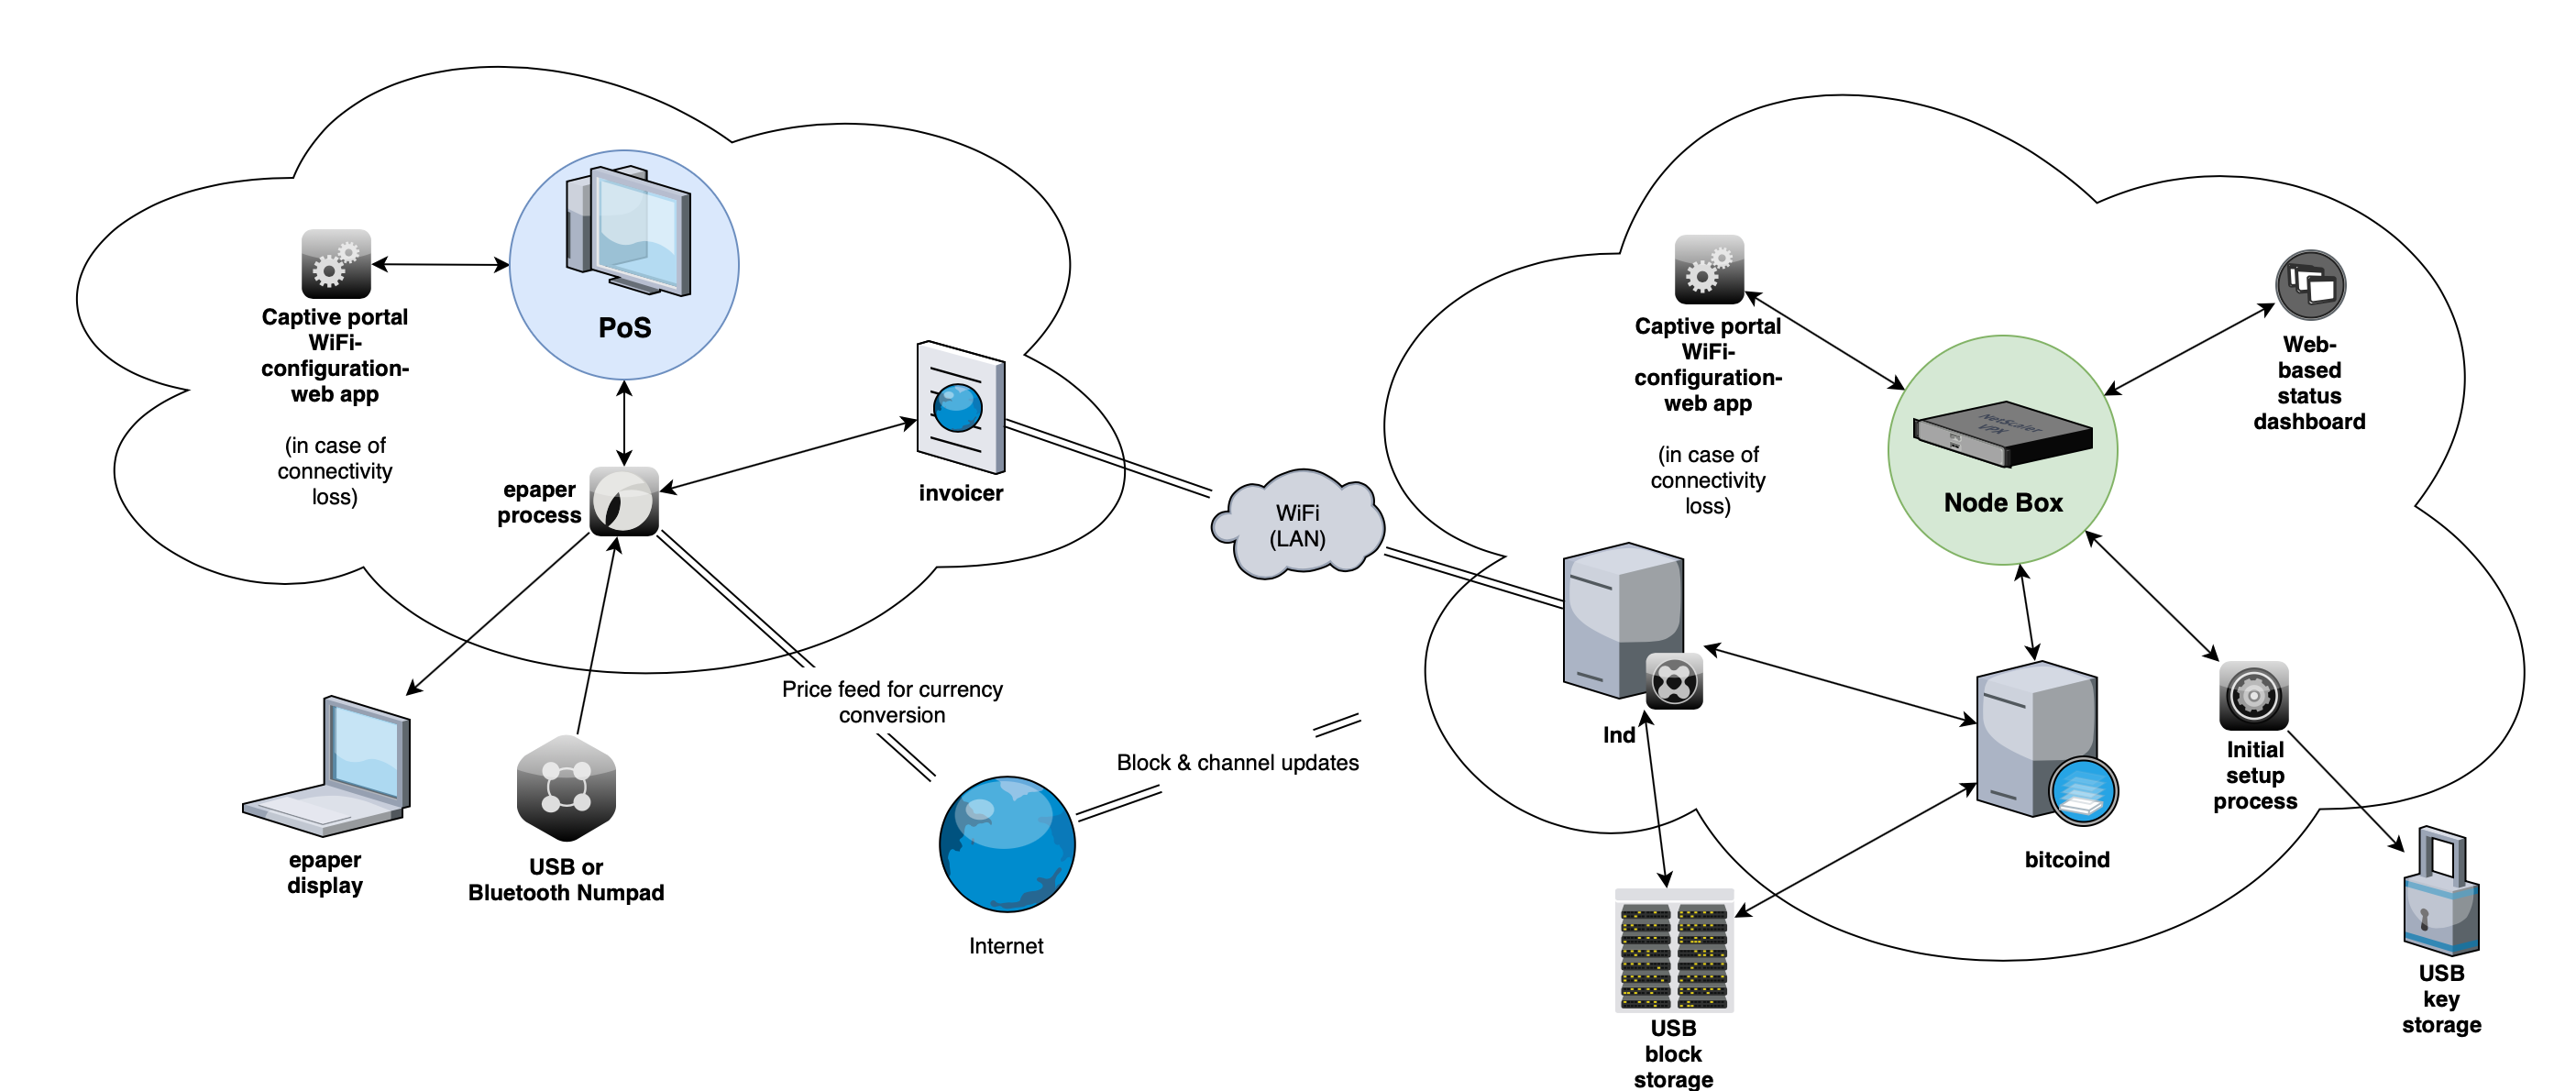 PoS
Captive portal
WiFi-
configuration-
web app
(in case of
connectivity
loss)
epaper
process
invoicer
epaper
display
USB or
Bluetooth Numpad
Price feed for currency
conversion
Block & channel updates
Internet
WiFi
(LAN)
Captive portal
WiFi-
configuration-
web app
(in case of
connectivity
loss)
NetScaler
VPX
Node Box
Web-
based
status
dashboard
lnd
bitcoind
Initial
setup
process
USB
block
storage
USB
key
storage